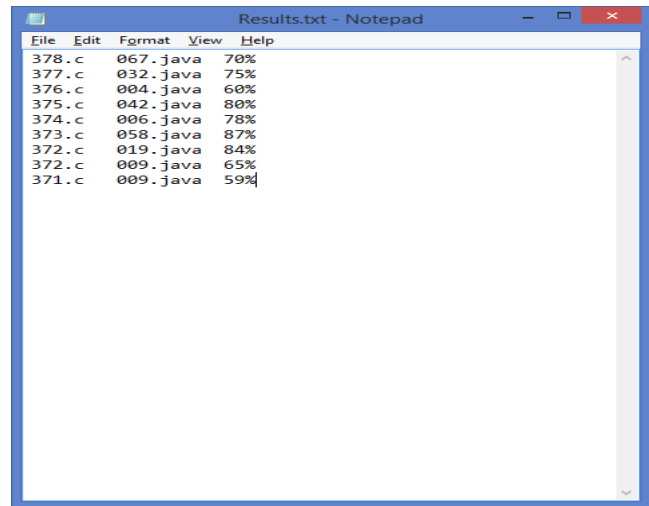 Results.txt - Notepad
File Edit Format View Help
378.c 067.java 70%
377.c 032.java 75%
376.c 004.java 60%
375.c 042.java 80%
374.c 006.java 78%
373.c 058.java 87%
372.c 019.java 84%
372.c 009.java 65%
371.c 009.java 59%